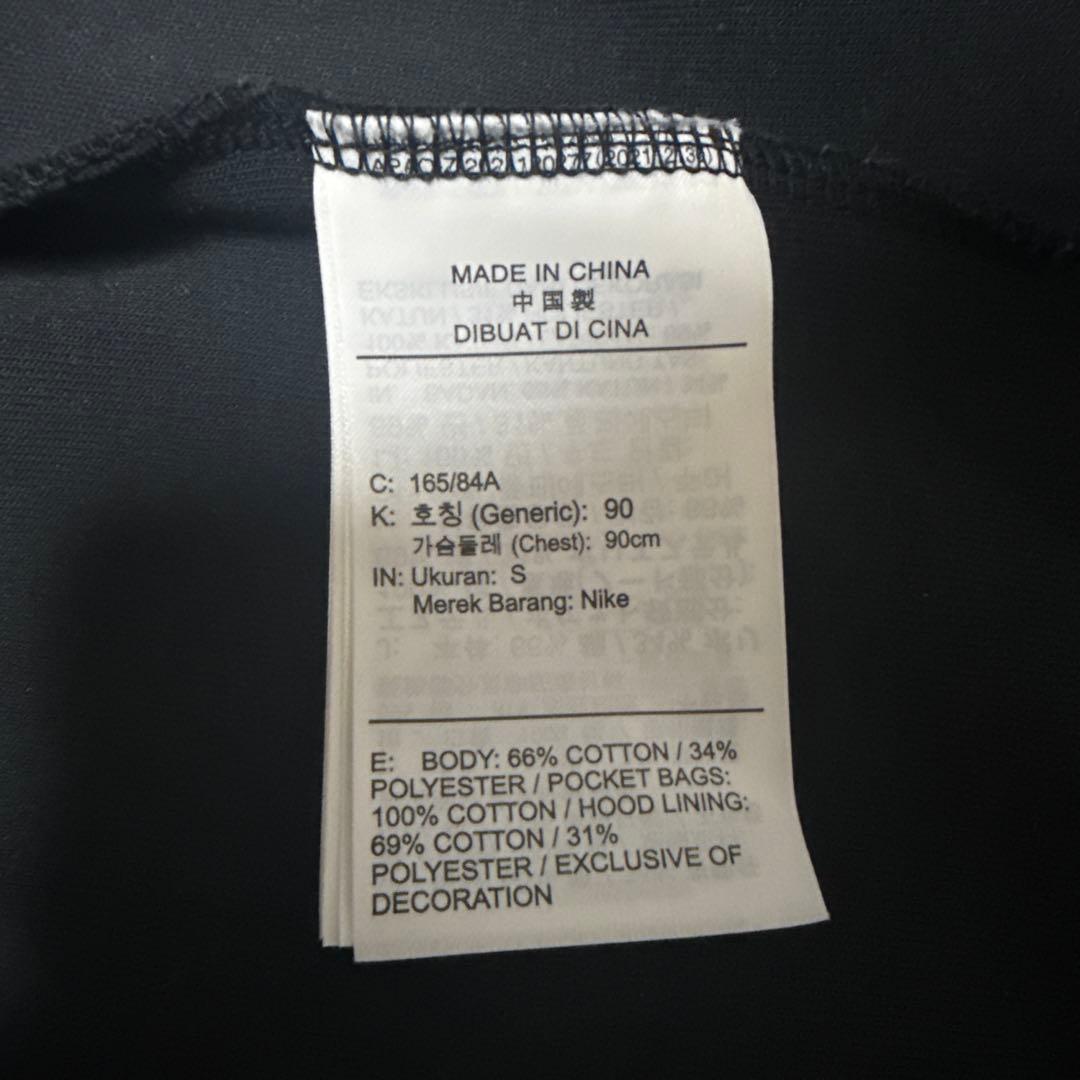 MADE IN CHINA
中国製
DIBUAT DI CINA
C: 165/84A
K: 호칭 (Generic): 90
가슴둘레 (Chest): 90cm
IN: Ukuran: S
Merek Barang: Nike
E: BODY: 66% COTTON / 34%
POLYESTER / POCKET BAGS:
100% COTTON / HOOD LINING:
69% COTTON / 31%
POLYESTER / EXCLUSIVE OF
DECORATION